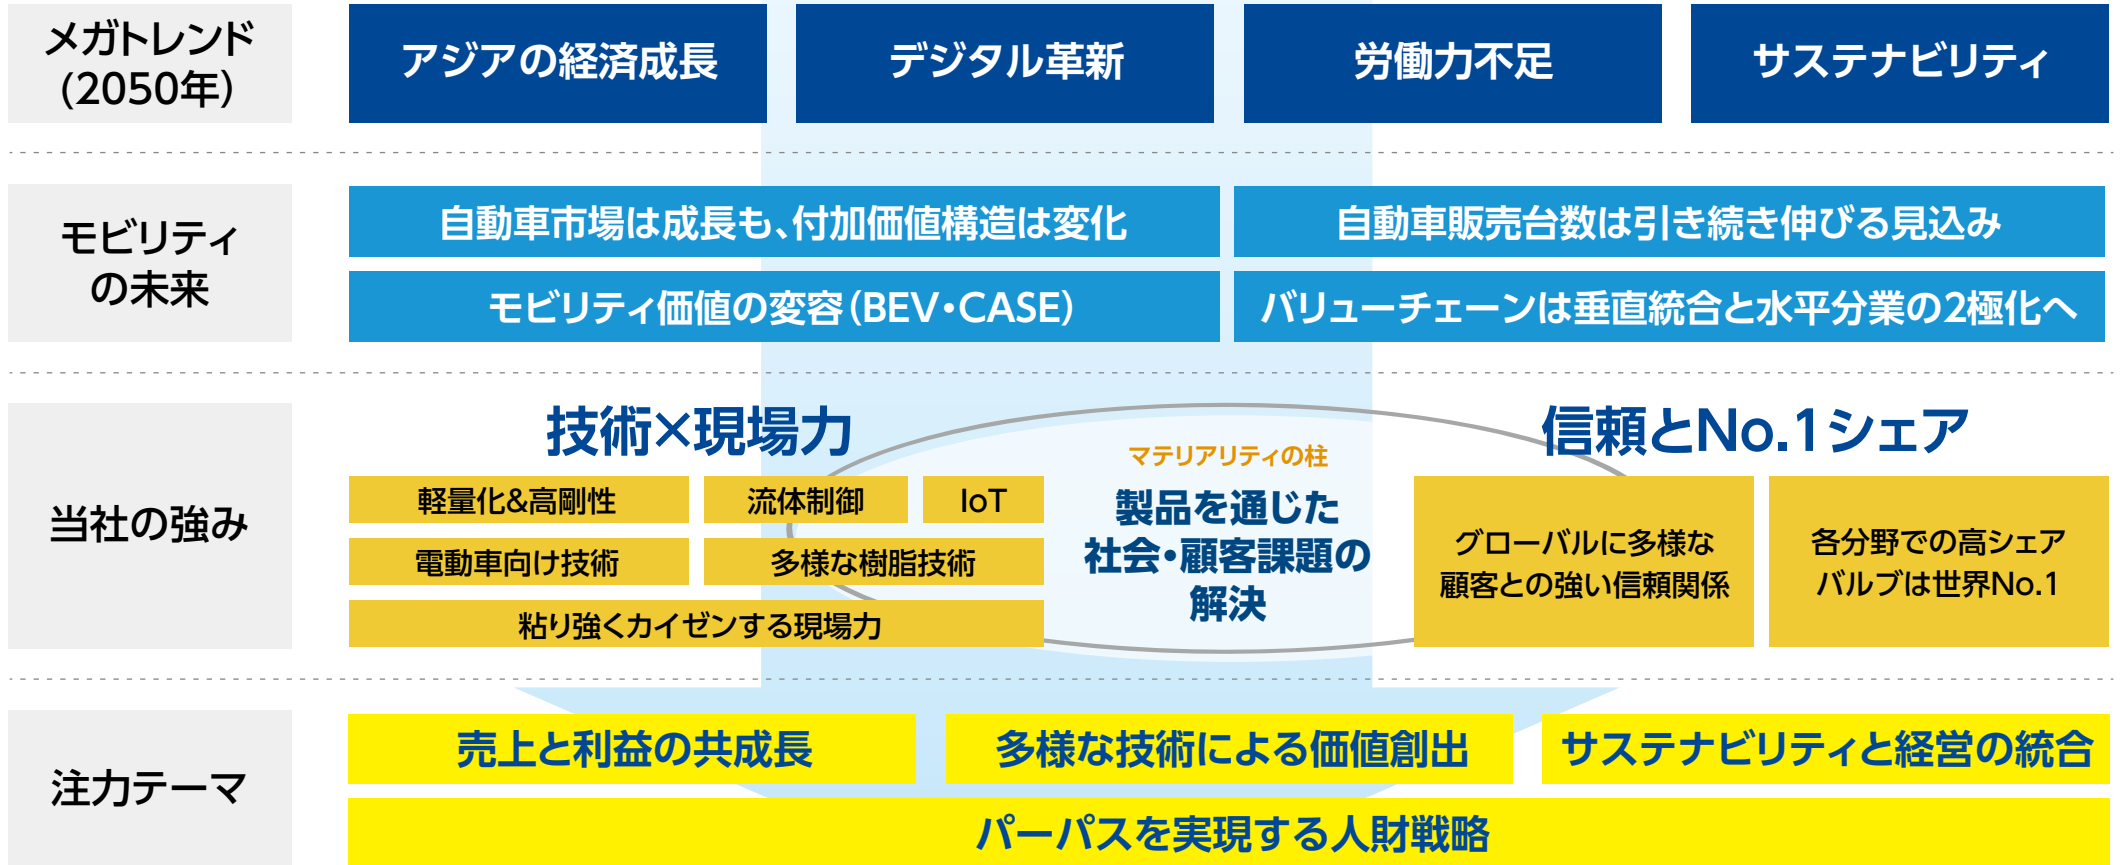 メガトレンド
(2050年)
アジアの経済成長
デジタル革新
労働力不足
サステナビリティ
モビリティ
の未来
自動車市場は成長も、付加価値構造は変化
自動車販売台数は引き続き伸びる見込み
モビリティ価値の変容(BEV・CASE)
バリューチェーンは垂直統合と水平分業の2極化へ
当社の強み
技術×現場力
軽量化&高剛性
流体制御
IoT
電動車向け技術
多様な樹脂技術
粘り強くカイゼンする現場力
マテリアリティの柱
製品を通じた
社会・顧客課題の
解決
信頼とNo.1シェア
グローバルに多様な
顧客との強い信頼関係
各分野での高シェア
バルブは世界No.1
注力テーマ
売上と利益の共成長
多様な技術による価値創出
サステナビリティと経営の統合
パーパスを実現する人財戦略